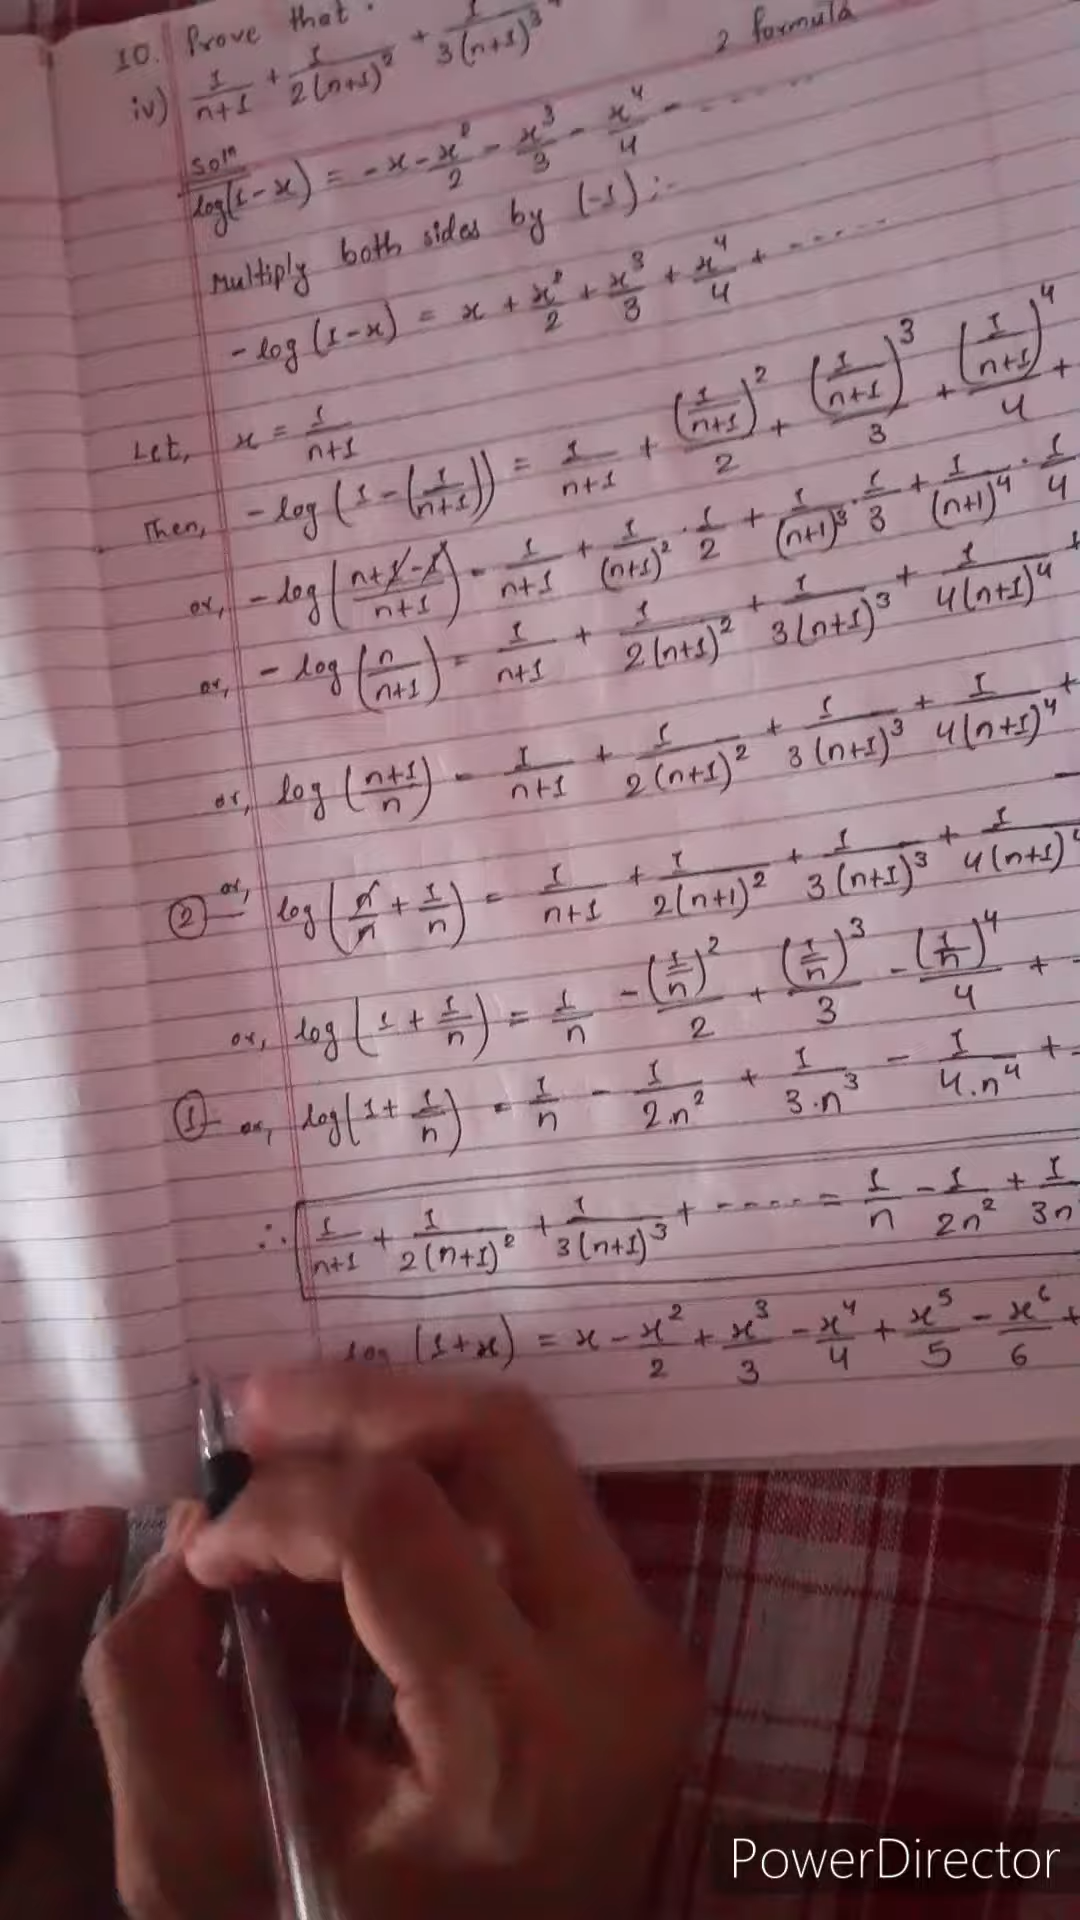 10. Prove that.
iv) 1/(n+1) + 1/2(n+1)² + 1/3(n+1)³
2 formula
Solⁿ
log(1-x) = -x - x²/2 - x³/3 - x⁴/4 - ------
Multiply both sides by (-1):-
-log(1-x) = x + x²/2 + x³/3 + x⁴/4 + -----
Let, x = 1/(n+1)
Then, -log(1-(1/(n+1))) = 1/(n+1) + (1/(n+1))²/2 + (1/(n+1))³/3 + (1/(n+1))⁴/4 +
or, -log((n+1-1)/(n+1)) = 1/(n+1) + 1/(n+1)² · 1/2 + 1/(n+1)³ · 1/3 + 1/(n+1)⁴ · 1/4
or, -log(n/(n+1)) = 1/(n+1) + 1/2(n+1)² + 1/3(n+1)³ + 1/4(n+1)⁴ +
or, log((n+1)/n) = 1/(n+1) + 1/2(n+1)² + 1/3(n+1)³ + 1/4(n+1)⁴ +
② or, log(n/n + 1/n) = 1/(n+1) + 1/2(n+1)² + 1/3(n+1)³ + 1/4(n+1)⁴
or, log(1 + 1/n) = 1/n - (1/n)²/2 + (1/n)³/3 - (1/n)⁴/4 + -
① or, log(1 + 1/n) = 1/n - 1/2.n² + 1/3.n³ - 1/4.n⁴ + -
∴ 1/(n+1) + 1/2(n+1)² + 1/3(n+1)³ + ----- = 1/n - 1/2n² + 1/3n
log (1+x) = x - x²/2 + x³/3 - x⁴/4 + x⁵/5 - x⁶/6 +
PowerDirector